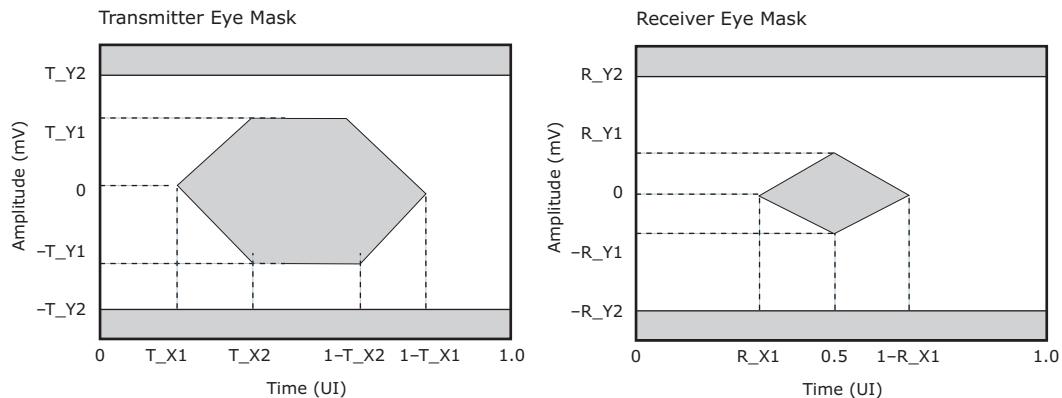 Transmitter Eye Mask
Amplitude (mV)
T_Y2
T_Y1
0
–T_Y1
–T_Y2
0
T_X1
T_X2
1–T_X2
1–T_X1
1.0
Time (UI)
Receiver Eye Mask
Amplitude (mV)
R_Y2
R_Y1
0
–R_Y1
–R_Y2
0
R_X1
0.5
1–R_X1
1.0
Time (UI)